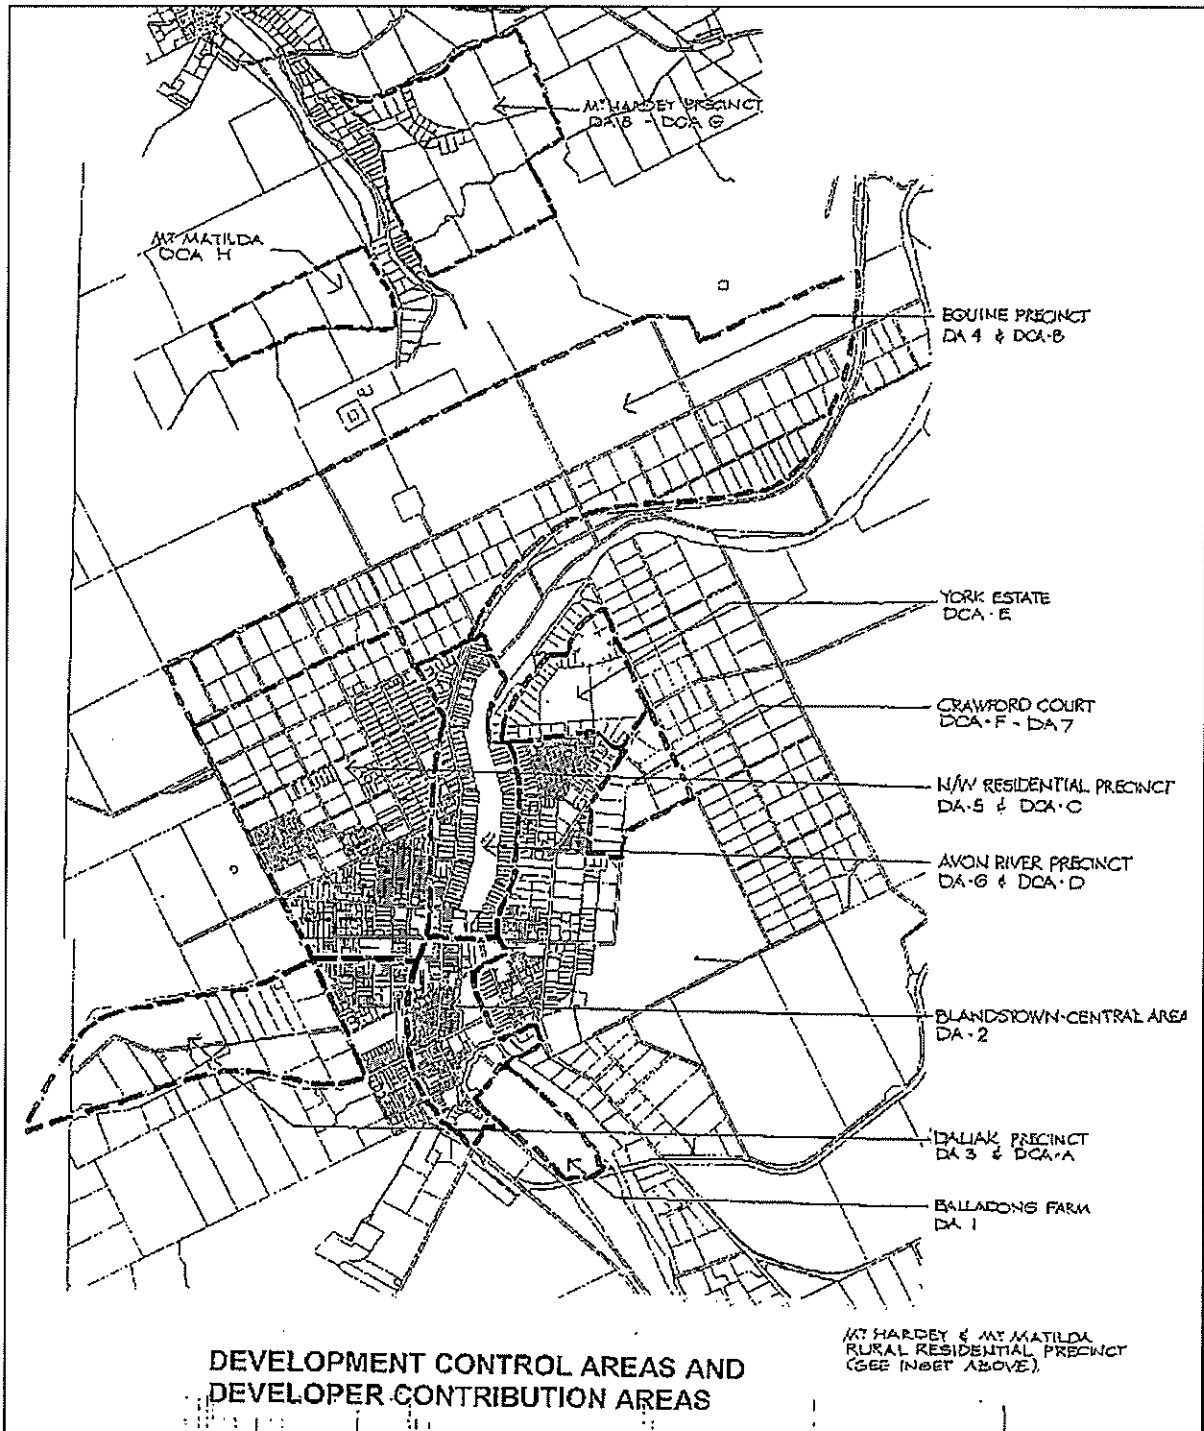 MT HARDEY PRECINCT
DA 8 - DCA G
MT MATILDA
DCA H
EQUINE PRECINCT
DA 4 & DCA-B
YORK ESTATE
DCA-E
CRAWFORD COURT
DCA-F - DA 7
N/W RESIDENTIAL PRECINCT
DA-5 & DCA-C
AVON RIVER PRECINCT
DA-6 & DCA-D
BLANDSTOWN-CENTRAL AREA
DA-2
DALIAK PRECINCT
DA 3 & DCA-A
BALLADONG FARM
DA 1
MT HARDEY & MT MATILDA
RURAL RESIDENTIAL PRECINCT
(SEE INSET ABOVE)
DEVELOPMENT CONTROL AREAS AND
DEVELOPER CONTRIBUTION AREAS